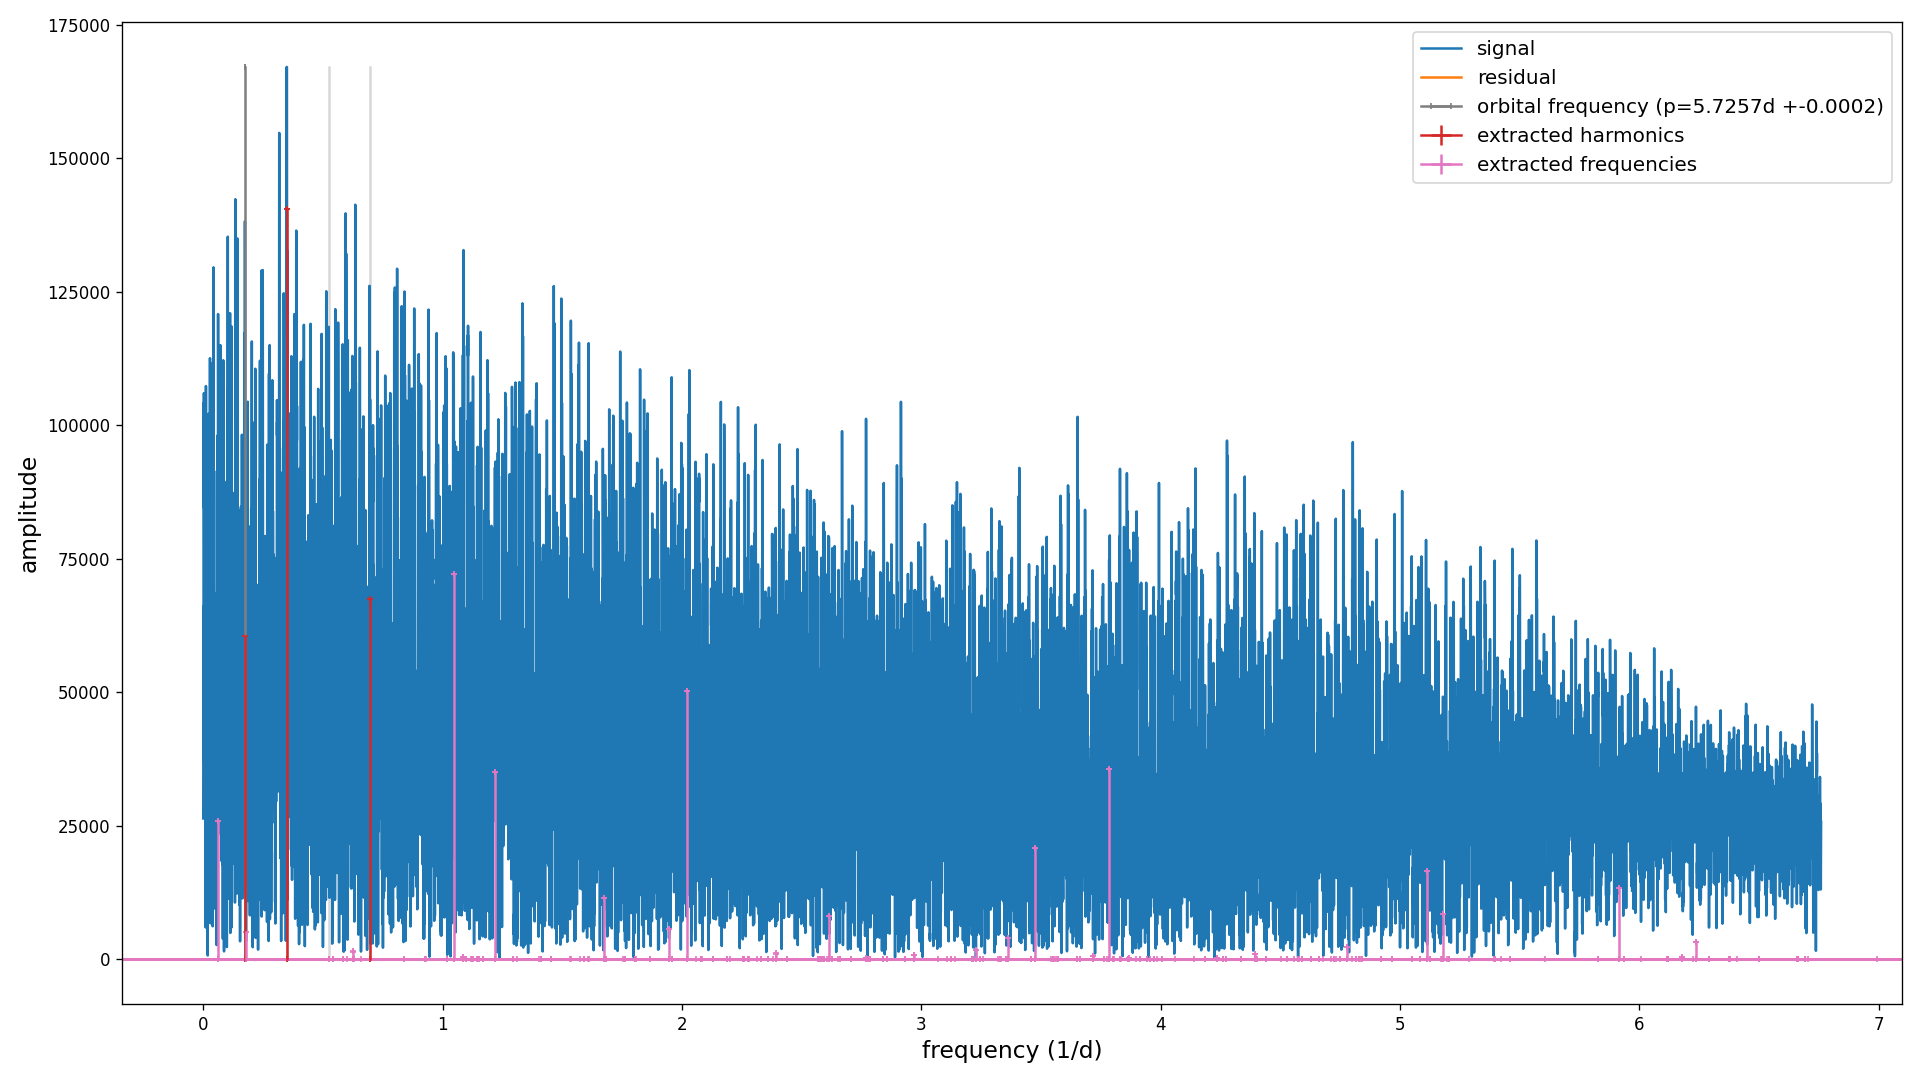 175000
150000
125000
100000
75000
50000
25000
0
amplitude
0 1 2 3 4 5 6 7
frequency (1/d)
signal
residual
orbital frequency (p=5.7257d +-0.0002)
extracted harmonics
extracted frequencies